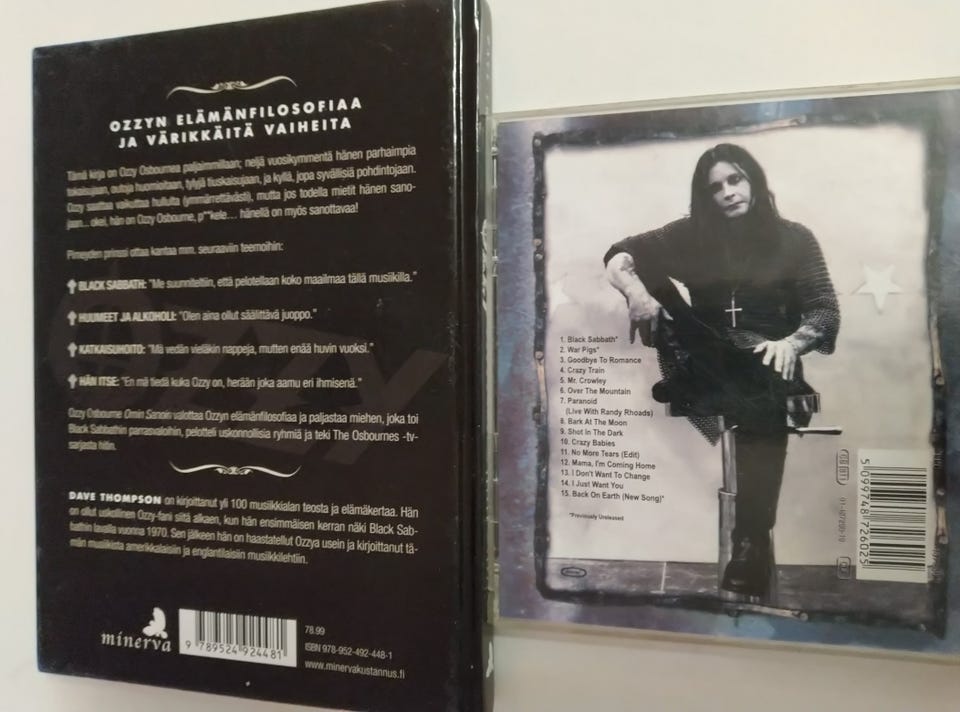 OZZYN ELÄMÄNFILOSOFIAA
JA VÄRIKKÄITÄ VAIHEITA
Tämä kirja on Ozzy Osbournea paljaimmillaan; neljä vuosikymmentä hänen parhaimpia
tokaisujaan, outoja huomioitaan, tylyjä tiuskaisujaan, ja kyllä, jopa syvällisiä pohdintojaan.
Ozzy saattaa vaikuttaa hullulta (ymmärrettävästi), mutta jos todella mietit hänen sano-
jaan... okei, hän on Ozzy Osbourne, p**kele... hänellä on myös sanottavaa!
Pimeyden prinssi ottaa kantaa mm. seuraaviin teemoihin:
BLACK SABBATH: "Me suunniteltiin, että pelotellaan koko maailmaa tällä musiikilla."
HUUMEET JA ALKOHOLI: "Olen aina ollut säälittävä juoppo."
KATKAISUHOITO: "Mä vedän vieläkin nappeja, mutten enää huvin vuoksi."
HÄN ITSE: "En mä tiedä kuka Ozzy on, herään joka aamu eri ihmisenä."
Ozzy Osbourne Omin Sanoin valottaa Ozzyn elämänfilosofiaa ja paljastaa miehen, joka toi
Black Sabbathin parrasvaloihin, pelotteli uskonnollisia ryhmiä ja teki The Osbournes -tv-
sarjasta hitin.
DAVE THOMPSON on kirjoittanut yli 100 musiikkialan teosta ja elämäkertaa. Hän
on ollut uskollinen Ozzy-fani siitä alkaen, kun hän ensimmäisen kerran näki Black Sab-
bathin lavalla vuonna 1970. Sen jälkeen hän on haastatellut Ozzya usein ja kirjoittanut tä-
män musiikista amerikkalaisiin ja englantilaisiin musiikkilehtiin.
minerva
9 789524 924481
78.99
ISBN 978-952-492-448-1
www.minervakustannus.fi
OZZY
1. Black Sabbath*
2. War Pigs*
3. Goodbye To Romance
4. Crazy Train
5. Mr. Crowley
6. Over The Mountain
7. Paranoid
(Live With Randy Rhoads)
8. Bark At The Moon
9. Shot In The Dark
10. Crazy Babies
11. No More Tears (Edit)
12. Mama, I'm Coming Home
13. I Don't Want To Change
14. I Just Want You
15. Back On Earth (New Song)*
*Previously Unreleased
5 099748 726025